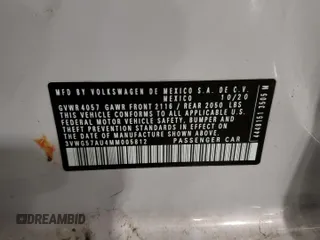 MFD BY VOLKSWAGEN DE MEXICO S.A. DE C.V.
MEXICO 10/20
GVWR 4057 GAWR FRONT 2116 / REAR 2050 LBS
THIS VEHICLE CONFORMS TO ALL APPLICABLE U.S.
FEDERAL MOTOR VEHICLE SAFETY, BUMPER AND
THEFT PREVENTION STANDARDS IN EFFECT
ON THE DATE OF MANUFACTURE SHOWN ABOVE
3VWG57AU4MM005812 PASSENGER CAR
4440151 3505 M
DREAMBID